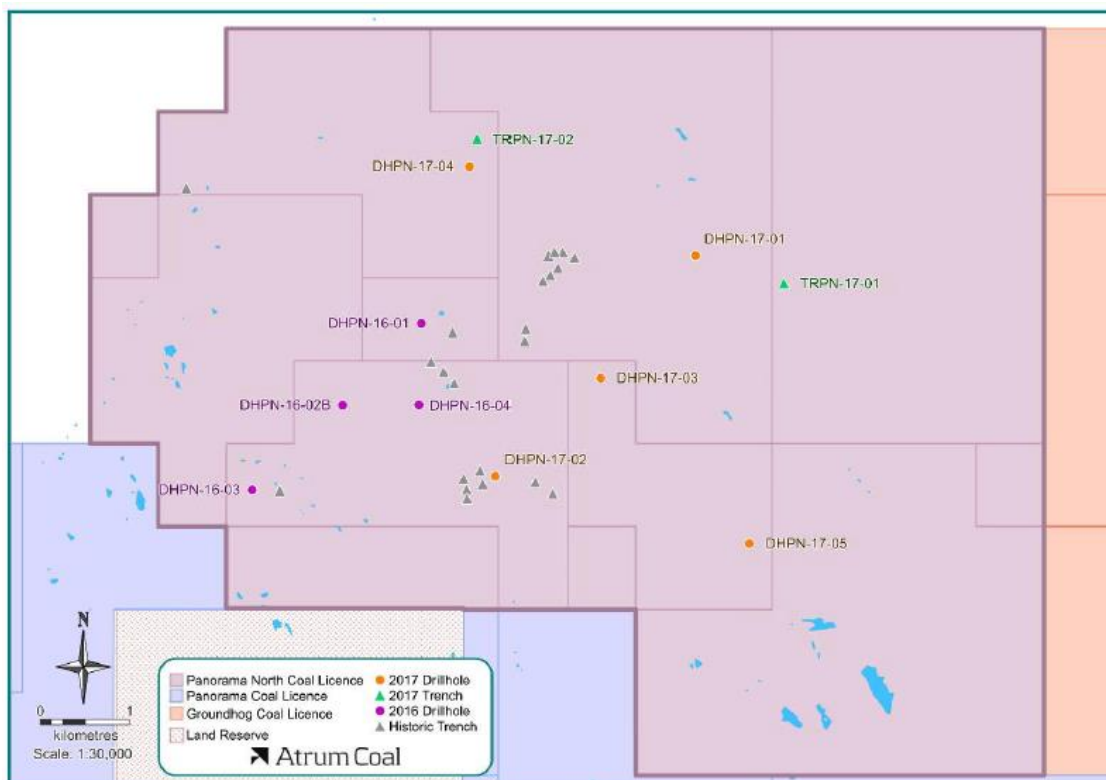 TRPN-17-02
DHPN-17-04
DHPN-17-01
TRPN-17-01
DHPN-16-01
DHPN-17-03
DHPN-16-02B
DHPN-16-04
DHPN-17-02
DHPN-16-03
DHPN-17-05
N
0 1
kilometres
Scale: 1:30,000
Panorama North Coal Licence
Panorama Coal Licence
Groundhog Coal Licence
Land Reserve
2017 Drillhole
2017 Trench
2016 Drillhole
Historic Trench
Atrum Coal